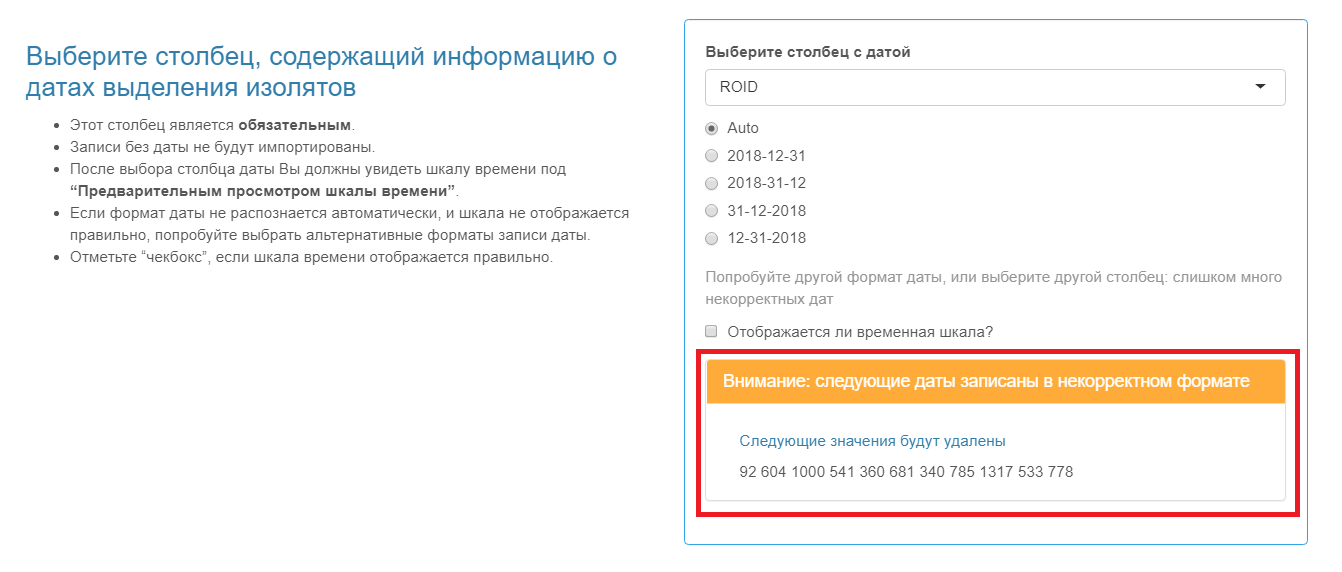 Выберите столбец, содержащий информацию о
датах выделения изолятов
Этот столбец является обязательным.
Записи без даты не будут импортированы.
После выбора столбца даты Вы должны увидеть шкалу времени под
“Предварительным просмотром шкалы времени”.
Если формат даты не распознается автоматически, и шкала не отображается
правильно, попробуйте выбрать альтернативные форматы записи даты.
Отметьте “чекбокс”, если шкала времени отображается правильно.
Выберите столбец с датой
ROID
Auto
2018-12-31
2018-31-12
31-12-2018
12-31-2018
Попробуйте другой формат даты, или выберите другой столбец: слишком много
некорректных дат
Отображается ли временная шкала?
Внимание: следующие даты записаны в некорректном формате
Следующие значения будут удалены
92 604 1000 541 360 681 340 785 1317 533 778